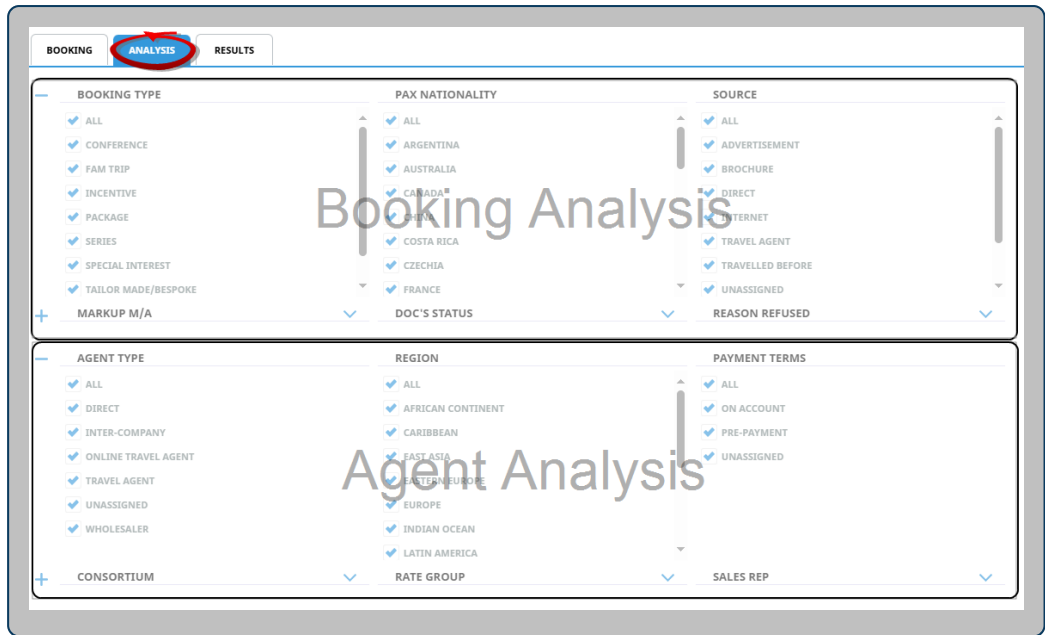 BOOKING ANALYSIS RESULTS
BOOKING TYPE PAX NATIONALITY SOURCE
ALL ALL ALL
CONFERENCE ARGENTINA ADVERTISEMENT
FAM TRIP AUSTRALIA BROCHURE
INCENTIVE CANADA DIRECT
Booking Analysis
PACKAGE CHINA INTERNET
SERIES COSTA RICA TRAVEL AGENT
SPECIAL INTEREST CZECHIA TRAVELLED BEFORE
TAILOR MADE/BESPOKE FRANCE UNASSIGNED
MARKUP M/A DOC'S STATUS REASON REFUSED
AGENT TYPE REGION PAYMENT TERMS
ALL ALL ALL
DIRECT AFRICAN CONTINENT ON ACCOUNT
INTER-COMPANY CARIBBEAN PRE-PAYMENT
ONLINE TRAVEL AGENT EAST ASIA UNASSIGNED
Agent Analysis
TRAVEL AGENT EASTERN EUROPE
UNASSIGNED EUROPE
WHOLESALER INDIAN OCEAN
LATIN AMERICA
CONSORTIUM RATE GROUP SALES REP